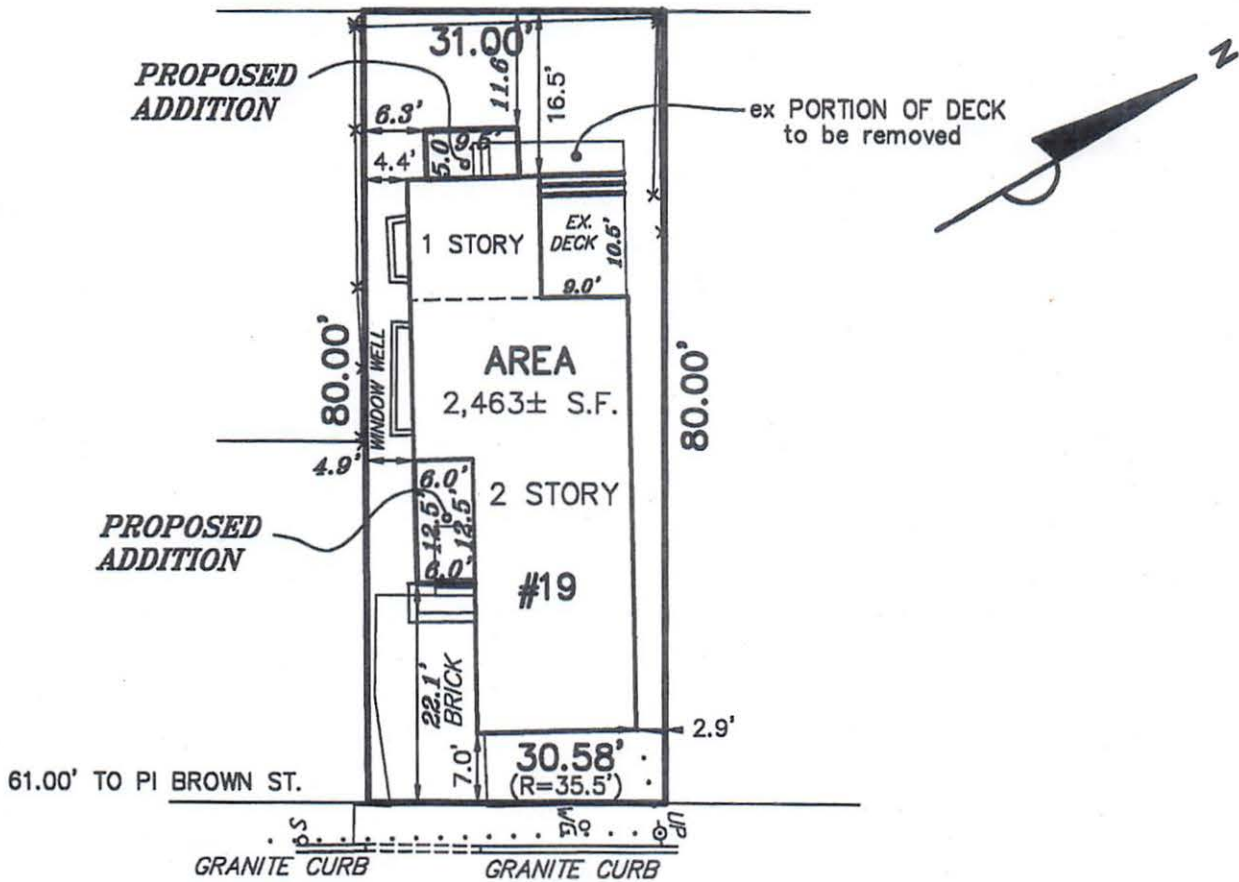 31.00'
PROPOSED
ADDITION
11.6'
16.5'
ex PORTION OF DECK
to be removed
N
6.3'
5.0'
9.5'
4.4'
1 STORY
EX.
DECK
10.5'
9.0'
80.00'
WINDOW WELL
AREA
2,463± S.F.
80.00'
4.9'
6.0'
2 STORY
12.5'
12.5'
PROPOSED
ADDITION
6.0'
#19
22.1'
BRICK
2.9'
7.0'
30.58'
(R=35.5')
61.00' TO PI BROWN ST.
S
WG
UP
GRANITE CURB
GRANITE CURB